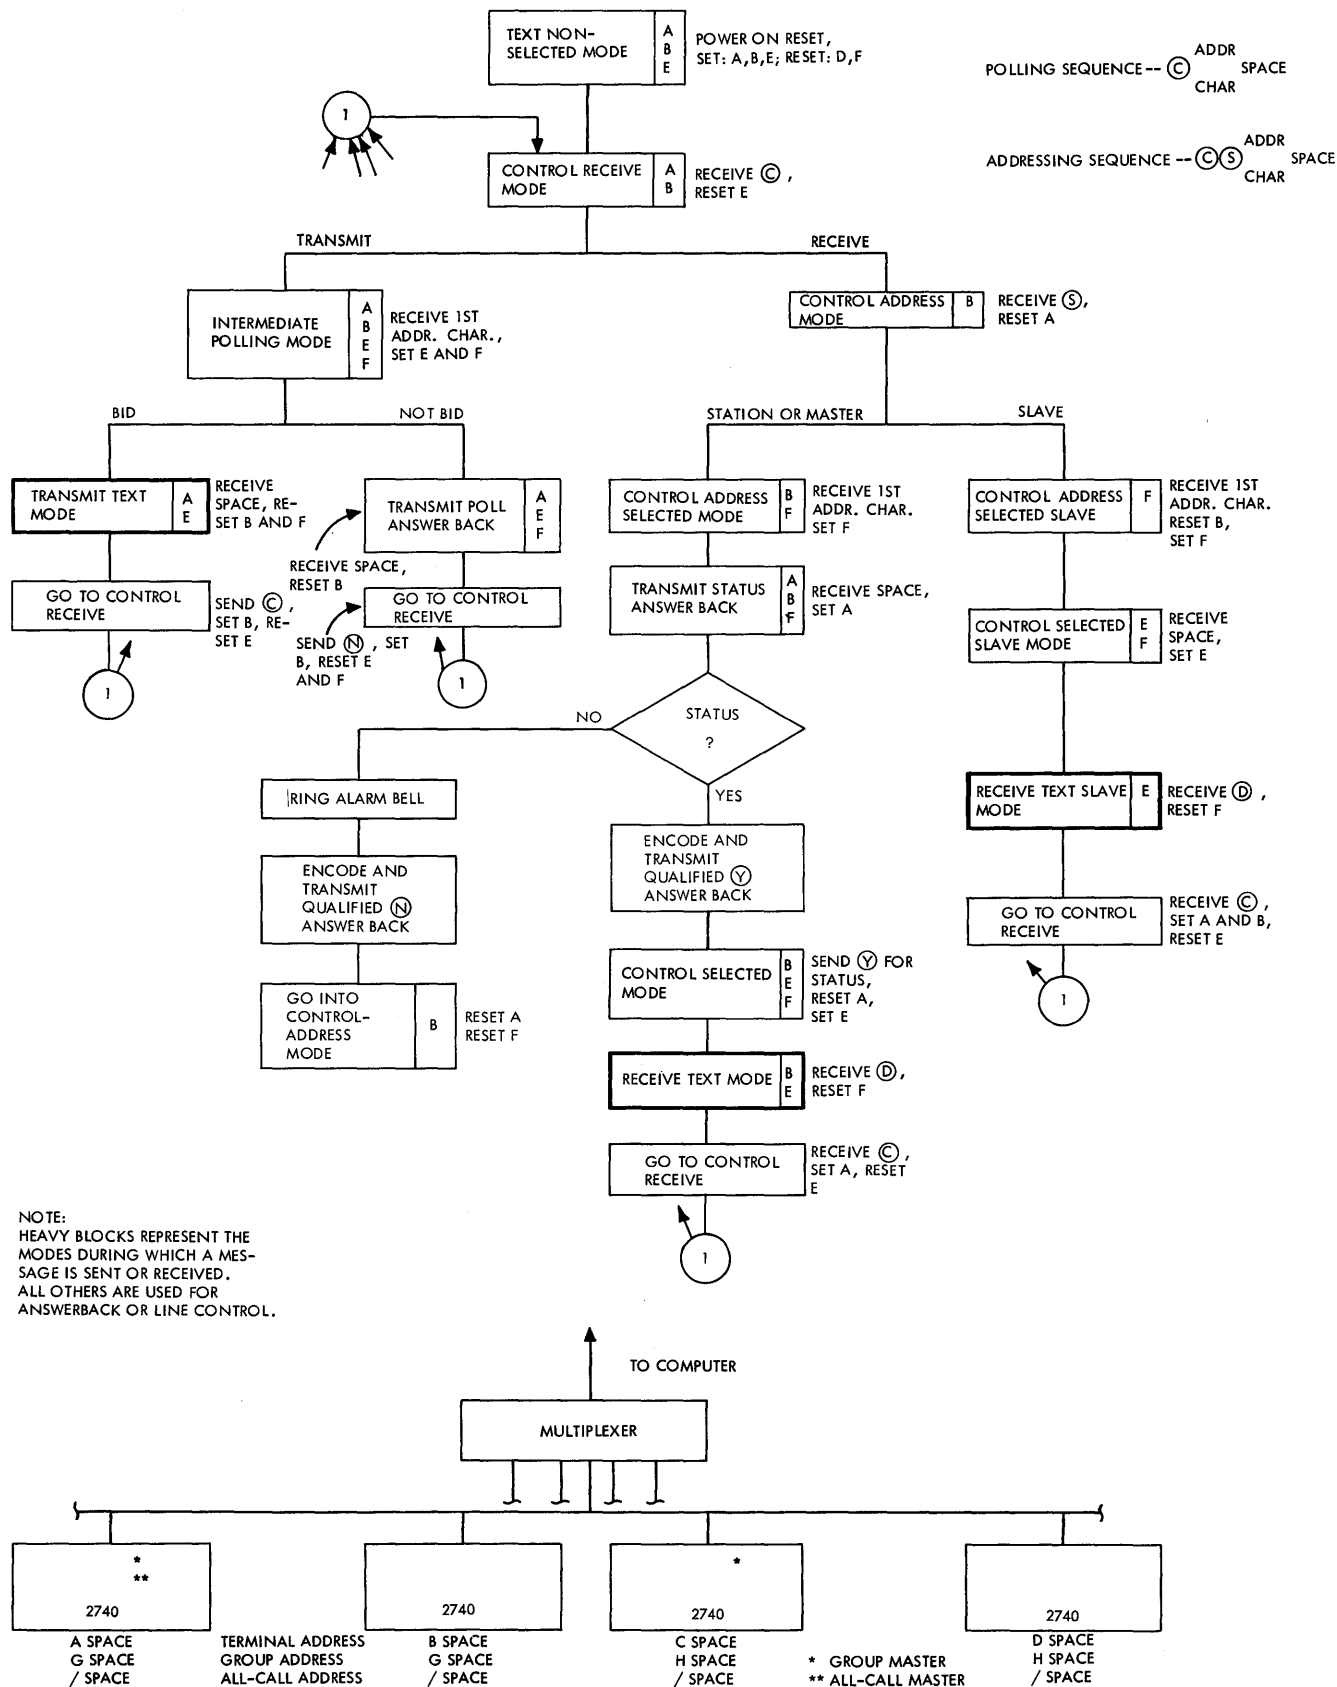 TEXT NON-
SELECTED MODE
A
B
E
POWER ON RESET,
SET: A,B,E; RESET: D,F
POLLING SEQUENCE -- Ⓒ ADDR CHAR SPACE
ADDRESSING SEQUENCE -- ⒸⓈ ADDR CHAR SPACE
1
CONTROL RECEIVE
MODE
A
B
RECEIVE Ⓒ ,
RESET E
TRANSMIT
RECEIVE
INTERMEDIATE
POLLING MODE
A
B
E
F
RECEIVE 1ST
ADDR. CHAR.,
SET E AND F
CONTROL ADDRESS
MODE
B
RECEIVE Ⓢ,
RESET A
BID
NOT BID
STATION OR MASTER
SLAVE
TRANSMIT TEXT
MODE
A
E
RECEIVE
SPACE, RE-
SET B AND F
TRANSMIT POLL
ANSWER BACK
A
E
F
RECEIVE SPACE,
RESET B
CONTROL ADDRESS
SELECTED MODE
B
F
RECEIVE 1ST
ADDR. CHAR.
SET F
CONTROL ADDRESS
SELECTED SLAVE
F
RECEIVE 1ST
ADDR. CHAR.
RESET B,
SET F
GO TO CONTROL
RECEIVE
SEND Ⓒ ,
SET B, RE-
SET E
1
GO TO CONTROL
RECEIVE
SEND Ⓝ , SET
B, RESET E
AND F
1
TRANSMIT STATUS
ANSWER BACK
A
B
F
RECEIVE SPACE,
SET A
CONTROL SELECTED
SLAVE MODE
E
F
RECEIVE
SPACE,
SET E
STATUS
?
NO
YES
RING ALARM BELL
RECEIVE TEXT SLAVE
MODE
E
RECEIVE Ⓓ ,
RESET F
ENCODE AND
TRANSMIT
QUALIFIED Ⓝ
ANSWER BACK
ENCODE AND
TRANSMIT
QUALIFIED Ⓨ
ANSWER BACK
GO TO CONTROL
RECEIVE
RECEIVE Ⓒ ,
SET A AND B,
RESET E
1
GO INTO
CONTROL-
ADDRESS
MODE
B
RESET A
RESET F
CONTROL SELECTED
MODE
B
E
F
SEND Ⓨ FOR
STATUS,
RESET A,
SET E
RECEIVE TEXT MODE
B
E
RECEIVE Ⓓ,
RESET F
GO TO CONTROL
RECEIVE
RECEIVE Ⓒ ,
SET A, RESET
E
1
NOTE:
HEAVY BLOCKS REPRESENT THE
MODES DURING WHICH A MES-
SAGE IS SENT OR RECEIVED.
ALL OTHERS ARE USED FOR
ANSWERBACK OR LINE CONTROL.
TO COMPUTER
MULTIPLEXER
*
**
2740
2740
*
2740
2740
A SPACE TERMINAL ADDRESS B SPACE C SPACE D SPACE
G SPACE GROUP ADDRESS G SPACE H SPACE * GROUP MASTER H SPACE
/ SPACE ALL-CALL ADDRESS / SPACE / SPACE ** ALL-CALL MASTER / SPACE